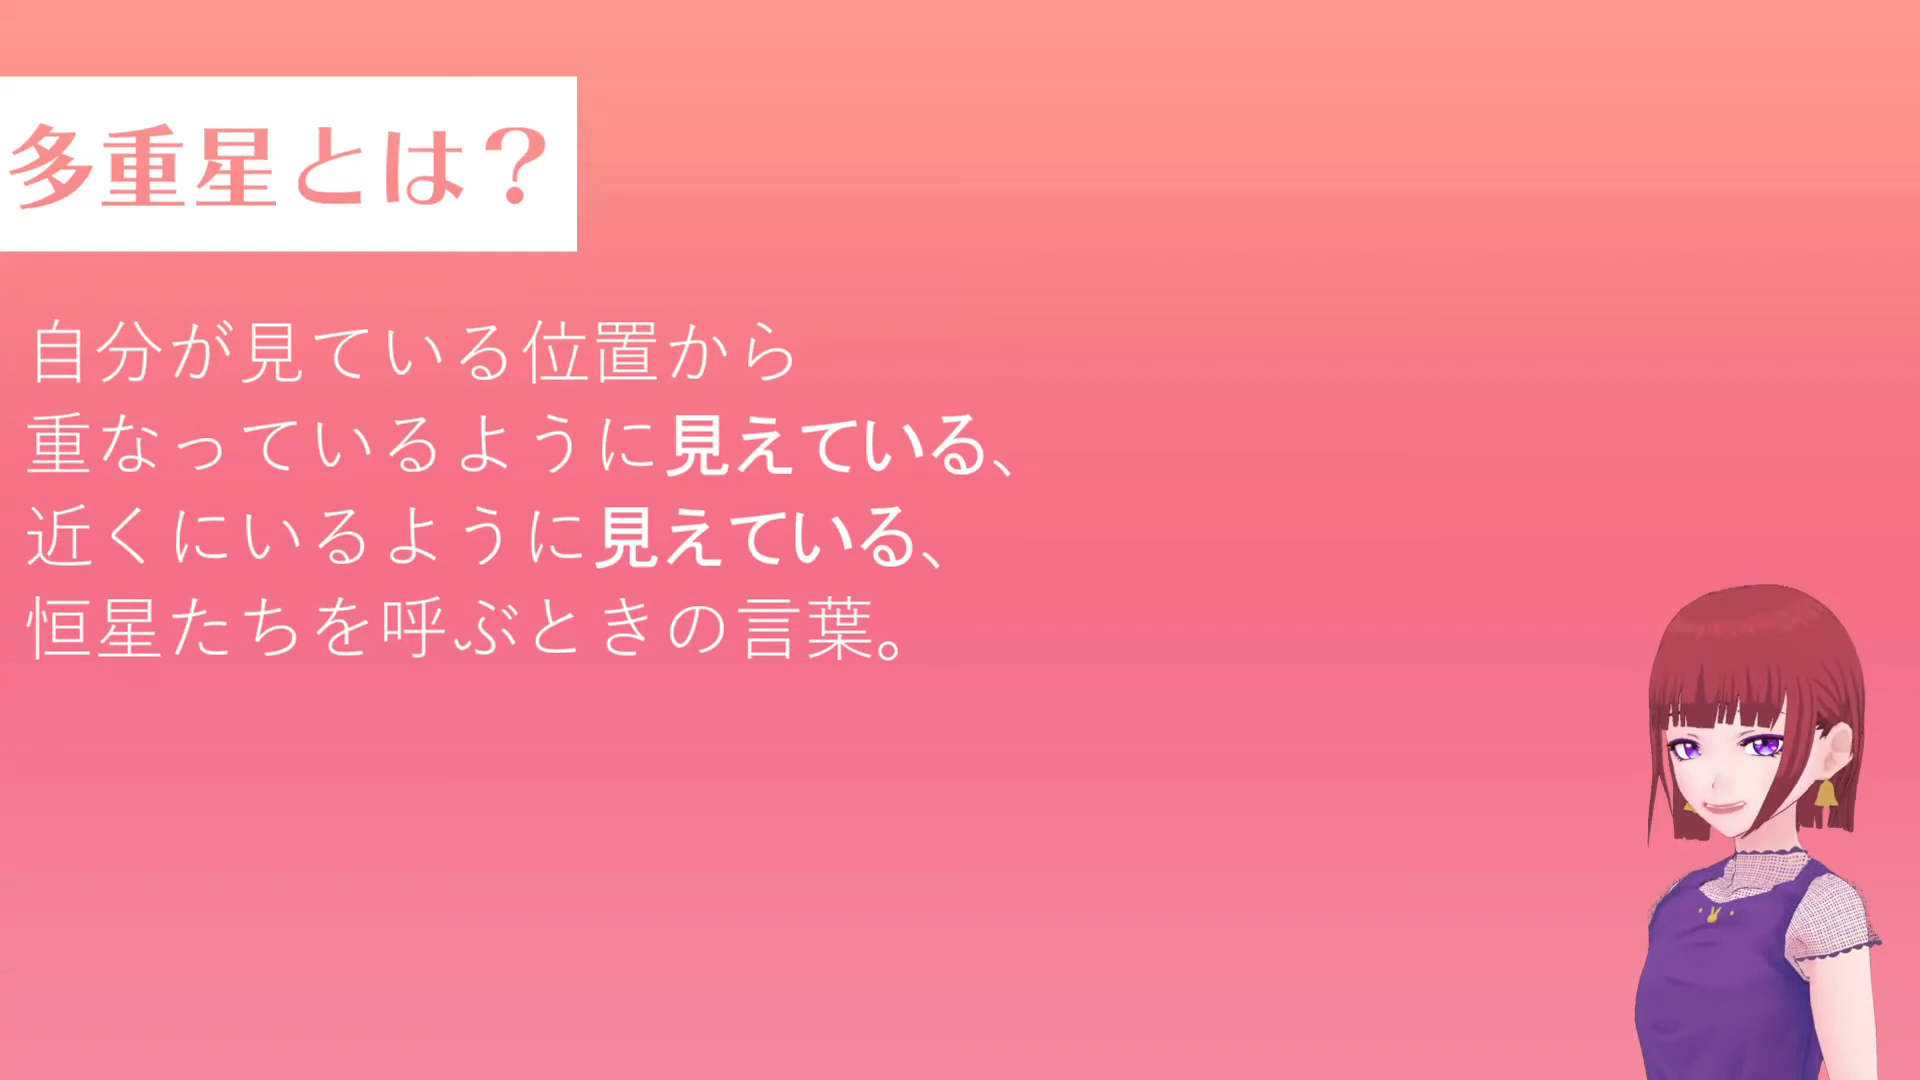 多重星とは？
自分が見ている位置から
重なっているように見えている、
近くにいるように見えている、
恒星たちを呼ぶときの言葉。